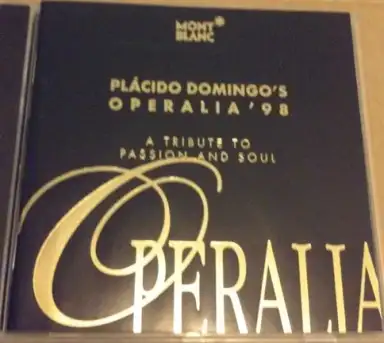 MONT
BLANC
PLÁCIDO DOMINGO'S
OPERALIA '98
A TRIBUTE TO
PASSION AND SOUL
OPERALIA